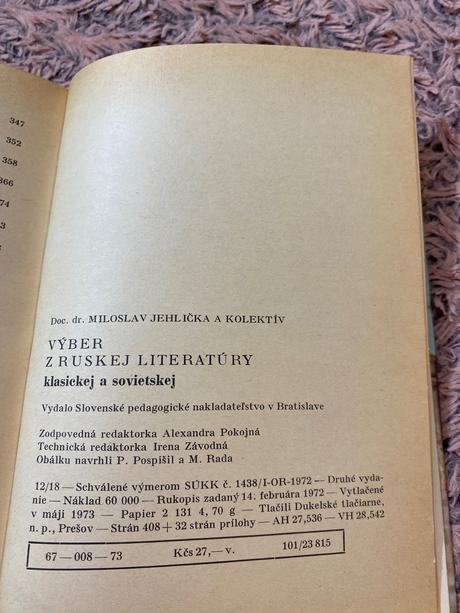 347
352
358
366
74
3
Doc. dr. MILOSLAV JEHLIČKA A KOLEKTÍV
VÝBER
Z RUSKEJ LITERATÚRY
klasickej a sovietskej
Vydalo Slovenské pedagogické nakladateľstvo v Bratislave
Zodpovedná redaktorka Alexandra Pokojná
Technická redaktorka Irena Závodná
Obálku navrhli P. Pospišil a M. Rada
12/18 — Schválené výmerom SÚKK č. 1438/I-OR-1972 — Druhé vyda-
nie — Náklad 60 000 — Rukopis zadaný 14. februára 1972 — Vytlačené
v máji 1973 — Papier 2 131 4, 70 g — Tlačili Dukelské tlačiarne,
n. p., Prešov — Strán 408 + 32 strán prílohy — AH 27,536 — VH 28,542
67 — 008 — 73 Kčs 27,— v. 101/23 815